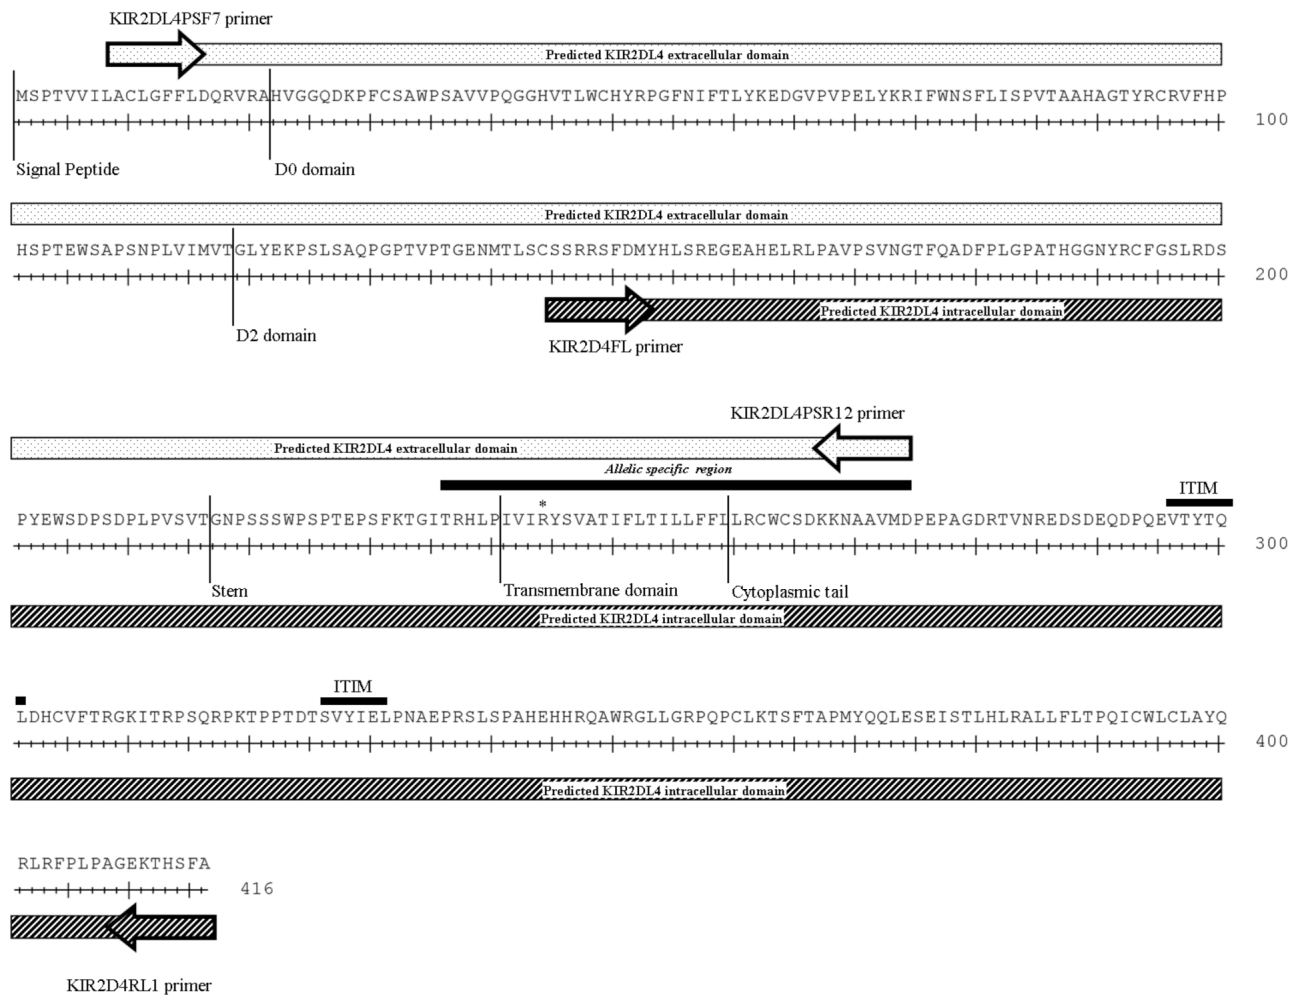 KIR2DL4PSF7 primer
Predicted KIR2DL4 extracellular domain
MSPTVVILACLGFFLDQRVRAHVGGQDKPFCSAWPSAVVPQGGHVTLWCHYRPGFNIFTLYKEDGVPVPELYKRIFWNSFLISPVTAAHAGTYRCRVFHP
100
Signal Peptide
D0 domain
Predicted KIR2DL4 extracellular domain
HSPTEWSAPSNPLVIMVTGLYEKPSLSAQPGPTVPTGENMTLSCSSRRSFDMYHLSREGEAHELRLPAVPSVNGTFQADFPLGPATHGGNYRCFGSLRDS
200
D2 domain
Predicted KIR2DL4 intracellular domain
KIR2D4FL primer
KIR2DL4PSR12 primer
Predicted KIR2DL4 extracellular domain
Allelic specific region
*
ITIM
PYEWSDPSDPLPVSVTGNPSSSWPSPTEPSFKTGITRHLPIVIRYSVATIFLTILLFFLLRCWCSDKKNAAVMDPEPAGDRTVNREDSDEQDPQEVTYTQ
300
Stem
Transmembrane domain
Cytoplasmic tail
Predicted KIR2DL4 intracellular domain
ITIM
LDHCVFTRGKITRPSQRPKTPPTDTSVYIELPNAEPRSLSPAHEHHRQAWRGLLGRPQPCLKTSFTAPMYQQLESEISTLHLRALLFLTPQICWLCLAYQ
400
Predicted KIR2DL4 intracellular domain
RLRFPLPAGEKTHSFA
416
KIR2D4RL1 primer